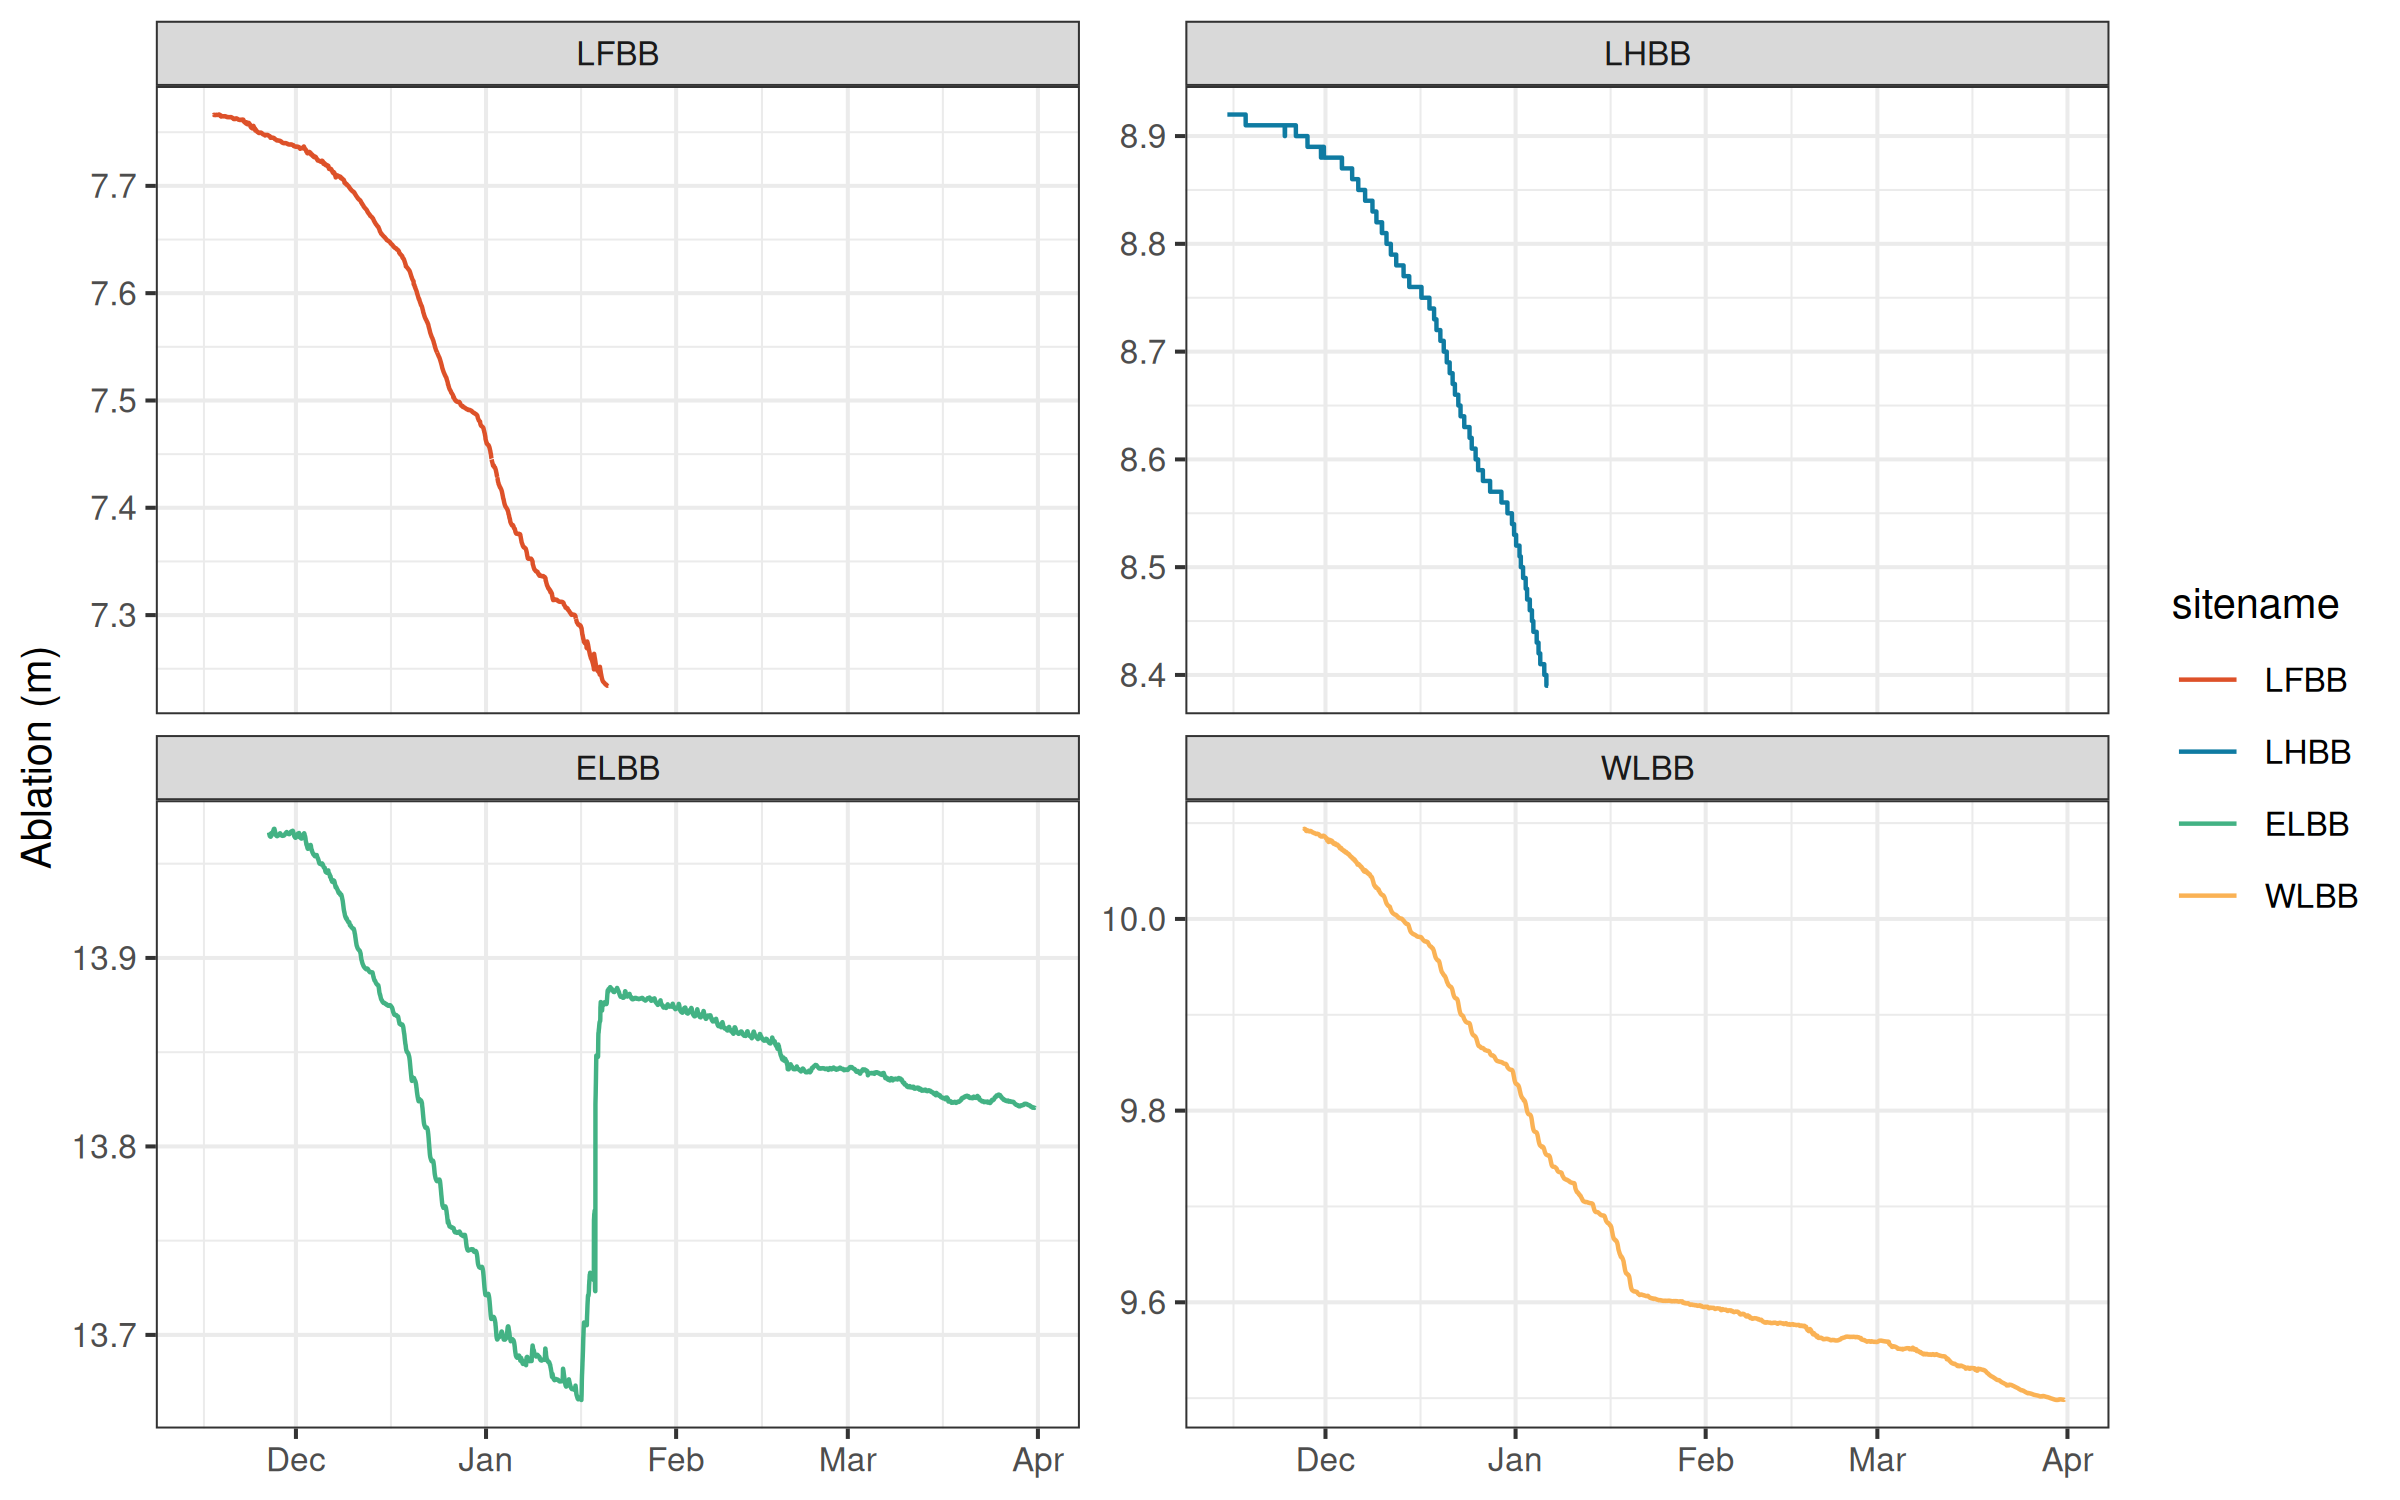 LFBB
LHBB
7.7
7.6
7.5
7.4
7.3
8.9
8.8
8.7
8.6
8.5
8.4
ELBB
WLBB
13.9
13.8
13.7
10.0
9.8
9.6
Dec Jan Feb Mar Apr
Dec Jan Feb Mar Apr
Ablation (m)
sitename
LFBB
LHBB
ELBB
WLBB